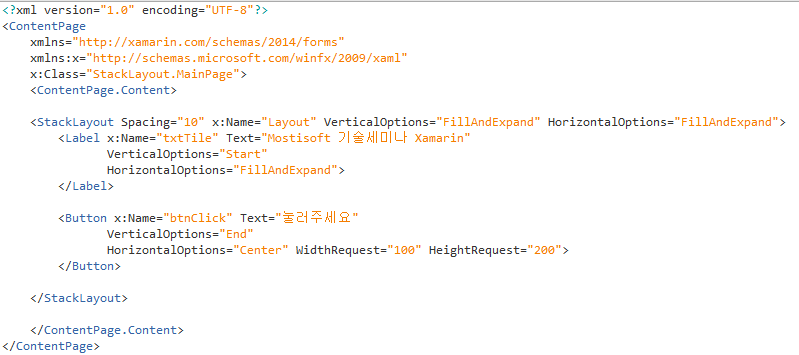 <?xml version="1.0" encoding="UTF-8"?>
<ContentPage
xmlns="http://xamarin.com/schemas/2014/forms"
xmlns:x="http://schemas.microsoft.com/winfx/2009/xaml"
x:Class="StackLayout.MainPage">
<ContentPage.Content>
<StackLayout Spacing="10" x:Name="Layout" VerticalOptions="FillAndExpand" HorizontalOptions="FillAndExpand">
<Label x:Name="txtTile" Text="Mostisoft 기술세미나 Xamarin"
VerticalOptions="Start"
HorizontalOptions="FillAndExpand">
</Label>
<Button x:Name="btnClick" Text="눌러주세요"
VerticalOptions="End"
HorizontalOptions="Center" WidthRequest="100" HeightRequest="200">
</Button>
</StackLayout>
</ContentPage.Content>
</ContentPage>